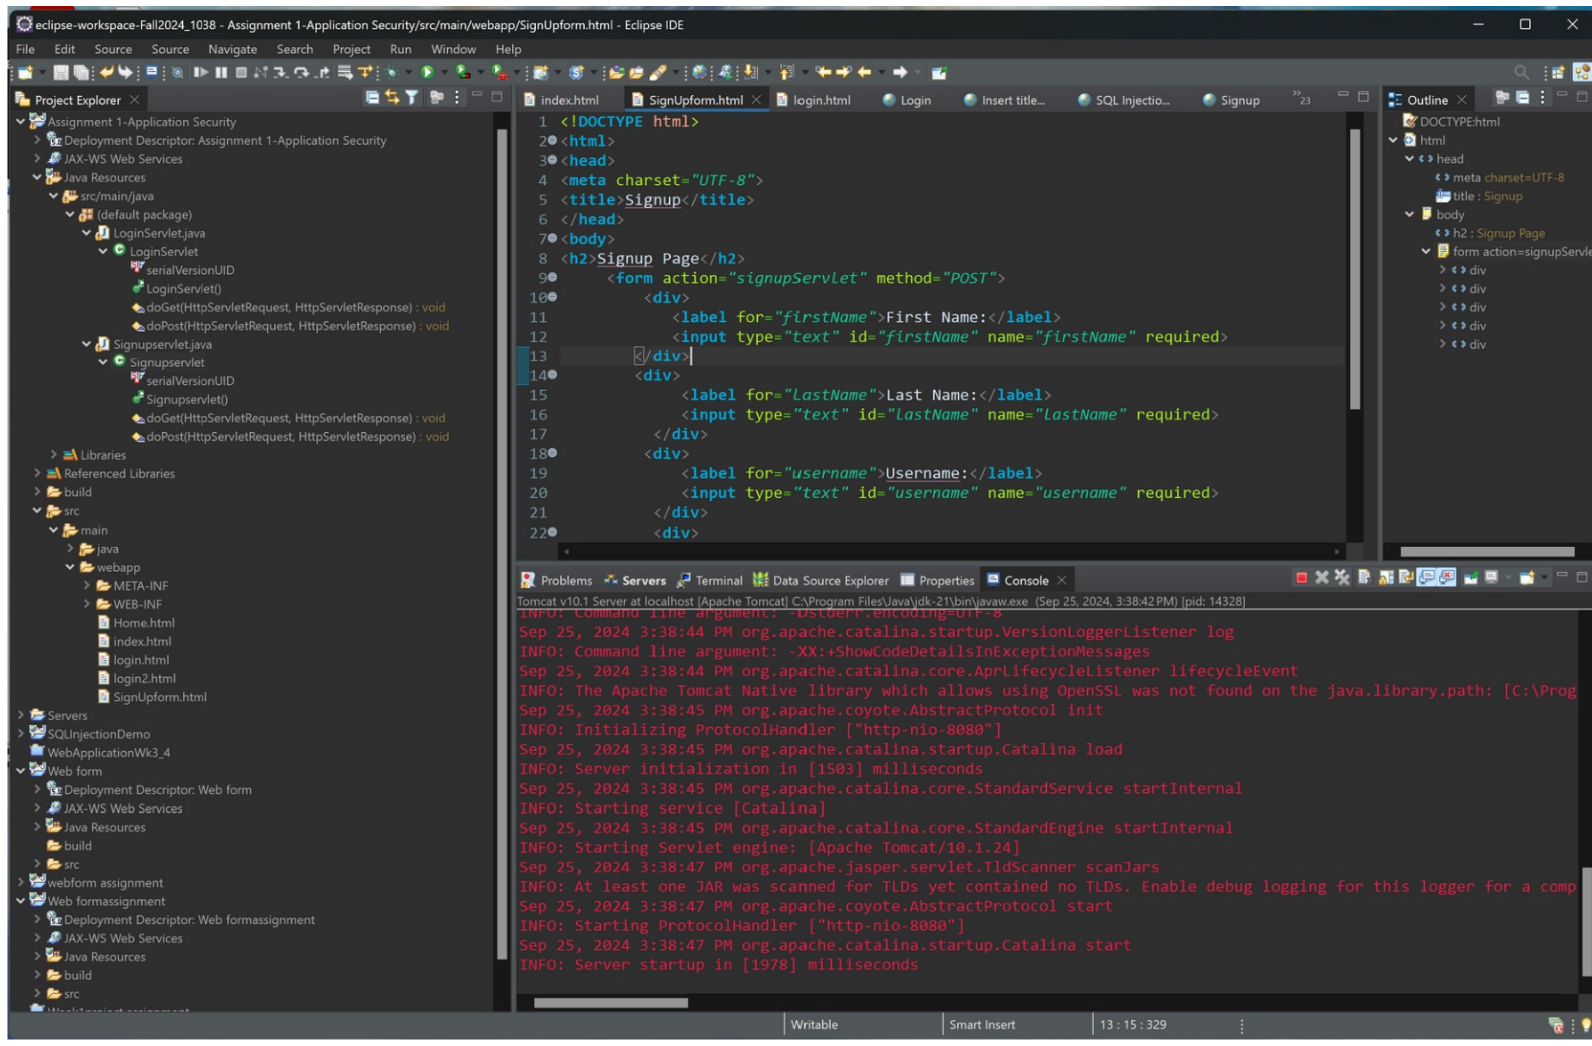 eclipse-workspace-Fall2024_1038 - Assignment 1-Application Security/src/main/webapp/SignUpform.html - Eclipse IDE
File Edit Source Source Navigate Search Project Run Window Help
Project Explorer
Assignment 1-Application Security
Deployment Descriptor: Assignment 1-Application Security
JAX-WS Web Services
Java Resources
src/main/java
(default package)
LoginServlet.java
LoginServlet
serialVersionUID
LoginServlet()
doGet(HttpServletRequest, HttpServletResponse) : void
doPost(HttpServletRequest, HttpServletResponse) : void
Signupservlet.java
Signupservlet
serialVersionUID
Signupservlet()
doGet(HttpServletRequest, HttpServletResponse) : void
doPost(HttpServletRequest, HttpServletResponse) : void
Libraries
Referenced Libraries
build
src
main
java
webapp
META-INF
WEB-INF
Home.html
index.html
login.html
login2.html
SignUpform.html
Servers
SQLInjectionDemo
WebApplicationWk3_4
Web form
Deployment Descriptor: Web form
JAX-WS Web Services
Java Resources
build
src
webform assignment
Web formassignment
Deployment Descriptor: Web formassignment
JAX-WS Web Services
Java Resources
build
src
index.html SignUpform.html login.html Login Insert title... SQL Injectio... Signup 23
1 <!DOCTYPE html>
2 <html>
3 <head>
4 <meta charset="UTF-8">
5 <title>Signup</title>
6 </head>
7 <body>
8 <h2>Signup Page</h2>
9 <form action="signupServlet" method="POST">
10 <div>
11 <label for="firstName">First Name:</label>
12 <input type="text" id="firstName" name="firstName" required>
13 </div>
14 <div>
15 <label for="LastName">Last Name:</label>
16 <input type="text" id="lastName" name="lastName" required>
17 </div>
18 <div>
19 <label for="username">Username:</label>
20 <input type="text" id="username" name="username" required>
21 </div>
22 <div>
Outline
DOCTYPE:html
html
head
meta charset=UTF-8
title : Signup
body
h2 : Signup Page
form action=signupServle
div
div
div
div
div
Problems Servers Terminal Data Source Explorer Properties Console
Tomcat v10.1 Server at localhost [Apache Tomcat] C:\Program Files\Java\jdk-21\bin\javaw.exe (Sep 25, 2024, 3:38:42 PM) [pid: 14328]
INFO: Command line argument: -Dstderr.encoding=UTF-8
Sep 25, 2024 3:38:44 PM org.apache.catalina.startup.VersionLoggerListener log
INFO: Command line argument: -XX:+ShowCodeDetailsInExceptionMessages
Sep 25, 2024 3:38:44 PM org.apache.catalina.core.AprLifecycleListener lifecycleEvent
INFO: The Apache Tomcat Native library which allows using OpenSSL was not found on the java.library.path: [C:\Prog
Sep 25, 2024 3:38:45 PM org.apache.coyote.AbstractProtocol init
INFO: Initializing ProtocolHandler ["http-nio-8080"]
Sep 25, 2024 3:38:45 PM org.apache.catalina.startup.Catalina load
INFO: Server initialization in [1503] milliseconds
Sep 25, 2024 3:38:45 PM org.apache.catalina.core.StandardService startInternal
INFO: Starting service [Catalina]
Sep 25, 2024 3:38:45 PM org.apache.catalina.core.StandardEngine startInternal
INFO: Starting Servlet engine: [Apache Tomcat/10.1.24]
Sep 25, 2024 3:38:47 PM org.apache.jasper.servlet.TldScanner scanJars
INFO: At least one JAR was scanned for TLDs yet contained no TLDs. Enable debug logging for this logger for a comp
Sep 25, 2024 3:38:47 PM org.apache.coyote.AbstractProtocol start
INFO: Starting ProtocolHandler ["http-nio-8080"]
Sep 25, 2024 3:38:47 PM org.apache.catalina.startup.Catalina start
INFO: Server startup in [1978] milliseconds
Writable Smart Insert 13 : 15 : 329